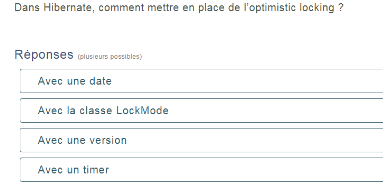 Dans Hibernate, comment mettre en place de l'optimistic locking ?
Réponses (plusieurs possibles)
Avec une date
Avec la classe LockMode
Avec une version
Avec un timer